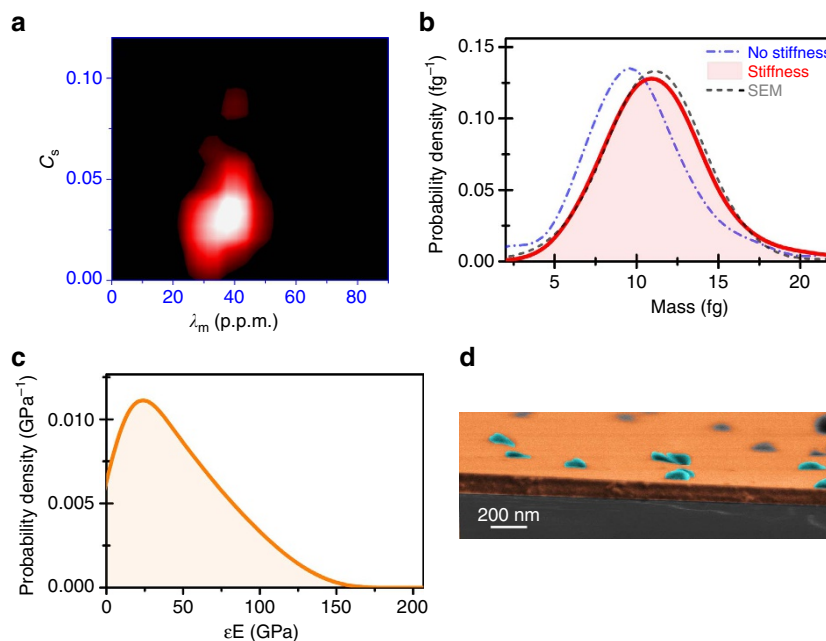 a
0.10
0.05
0.00
C_s
0 20 40 60 80
λ_m (p.p.m.)
b
0.15
0.10
0.05
0.00
Probability density (fg⁻¹)
No stiffness
Stiffness
SEM
5 10 15 20
Mass (fg)
c
0.010
0.005
0.000
Probability density (GPa⁻¹)
0 50 100 150 200
εE (GPa)
d
200 nm